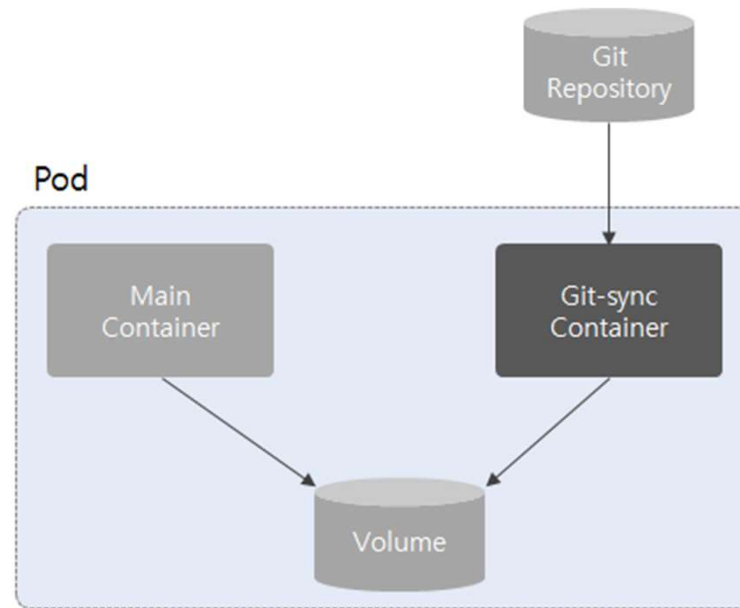 Git
Repository
Pod
Main
Container
Git-sync
Container
Volume